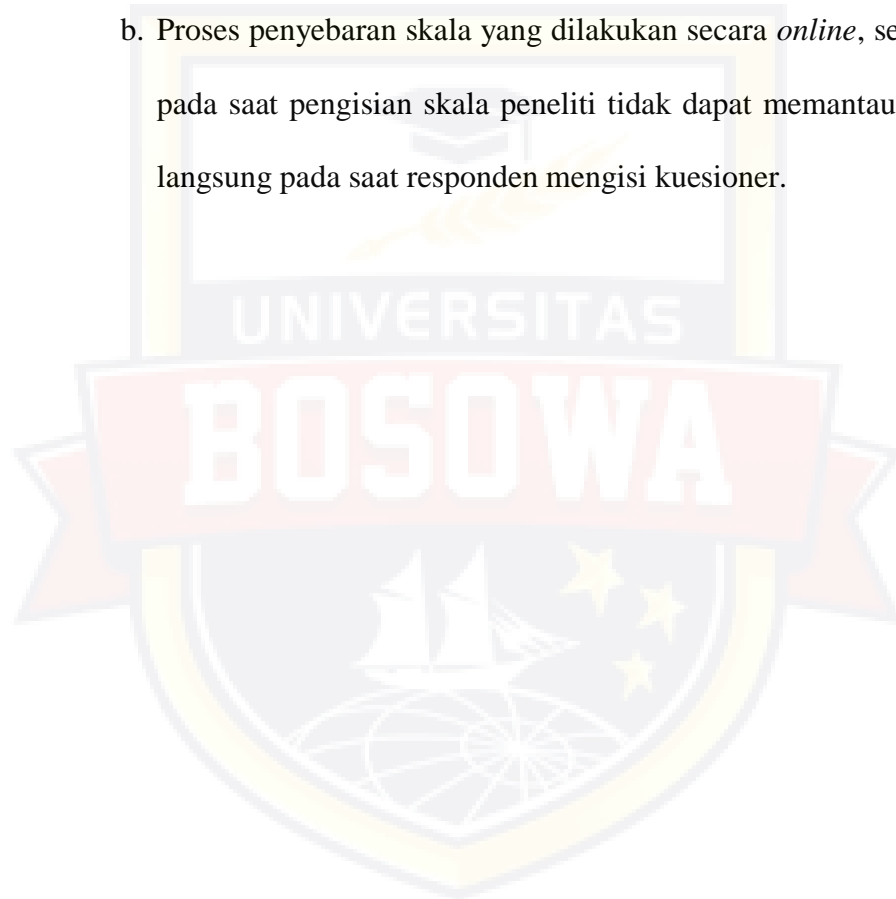 b. Proses penyebaran skala yang dilakukan secara online, se
pada saat pengisian skala peneliti tidak dapat memantau
langsung pada saat responden mengisi kuesioner.
UNIVERSITAS
BOSOWA